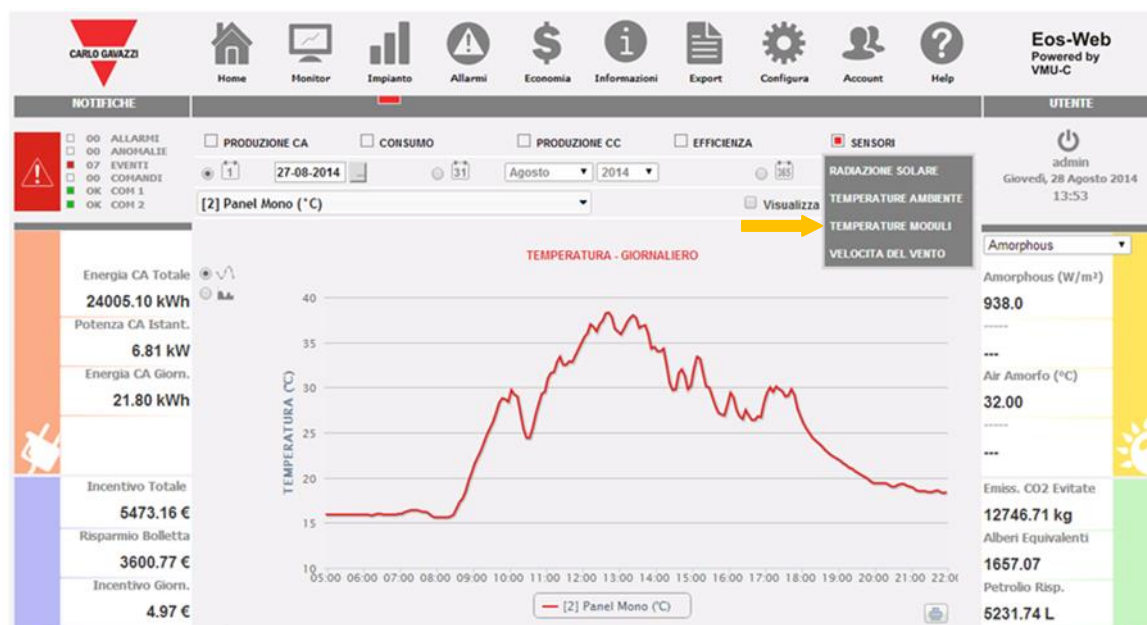 CARLO GAVAZZI
Home Monitor Impianto Allarmi Economia Informazioni Export Configura Account Help
Eos-Web
Powered by
VMU-C
NOTIFICHE
UTENTE
00 ALLARMI
00 ANOMALIE
07 EVENTI
00 COMANDI
OK COM 1
OK COM 2
PRODUZIONE CA CONSUMO PRODUZIONE CC EFFICIENZA SENSORI
1 27-08-2014 ... 31 Agosto 2014 365
[2] Panel Mono (°C) Visualizza
RADIAZIONE SOLARE
TEMPERATURE AMBIENTE
TEMPERATURE MODULI
VELOCITA DEL VENTO
admin
Giovedì, 28 Agosto 2014
13:53
Energia CA Totale
24005.10 kWh
Potenza CA Istant.
6.81 kW
Energia CA Giorn.
21.80 kWh
Incentivo Totale
5473.16 €
Risparmio Bolletta
3600.77 €
Incentivo Giorn.
4.97 €
TEMPERATURA - GIORNALIERO
TEMPERATURA (°C)
40
35
30
25
20
15
10
05:00 06:00 07:00 08:00 09:00 10:00 11:00 12:00 13:00 14:00 15:00 16:00 17:00 18:00 19:00 20:00 21:00 22:00
[2] Panel Mono (°C)
Amorphous
Amorphous (W/m²)
938.0
-----
---
Air Amorfo (°C)
32.00
-----
---
Emiss. CO2 Evitate
12746.71 kg
Alberi Equivalenti
1657.07
Petrolio Risp.
5231.74 L